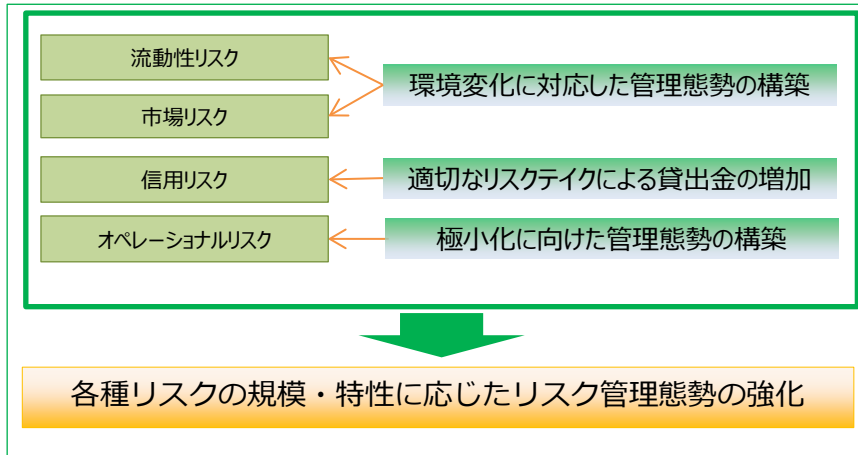 流動性リスク
環境変化に対応した管理態勢の構築
市場リスク
信用リスク
適切なリスクテイクによる貸出金の増加
オペレーショナルリスク
極小化に向けた管理態勢の構築
各種リスクの規模・特性に応じたリスク管理態勢の強化